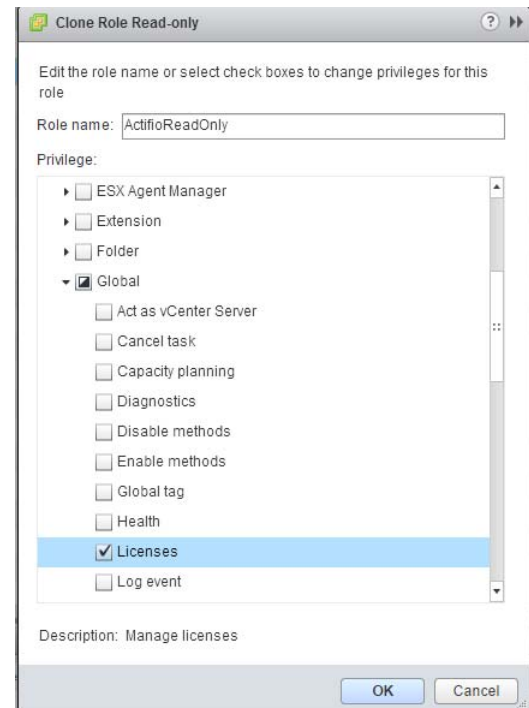 Clone Role Read-only
?
Edit the role name or select check boxes to change privileges for this
role
Role name: ActifioReadOnly
Privilege:
ESX Agent Manager
Extension
Folder
Global
Act as vCenter Server
Cancel task
Capacity planning
Diagnostics
Disable methods
Enable methods
Global tag
Health
Licenses
Log event
Description: Manage licenses
OK Cancel